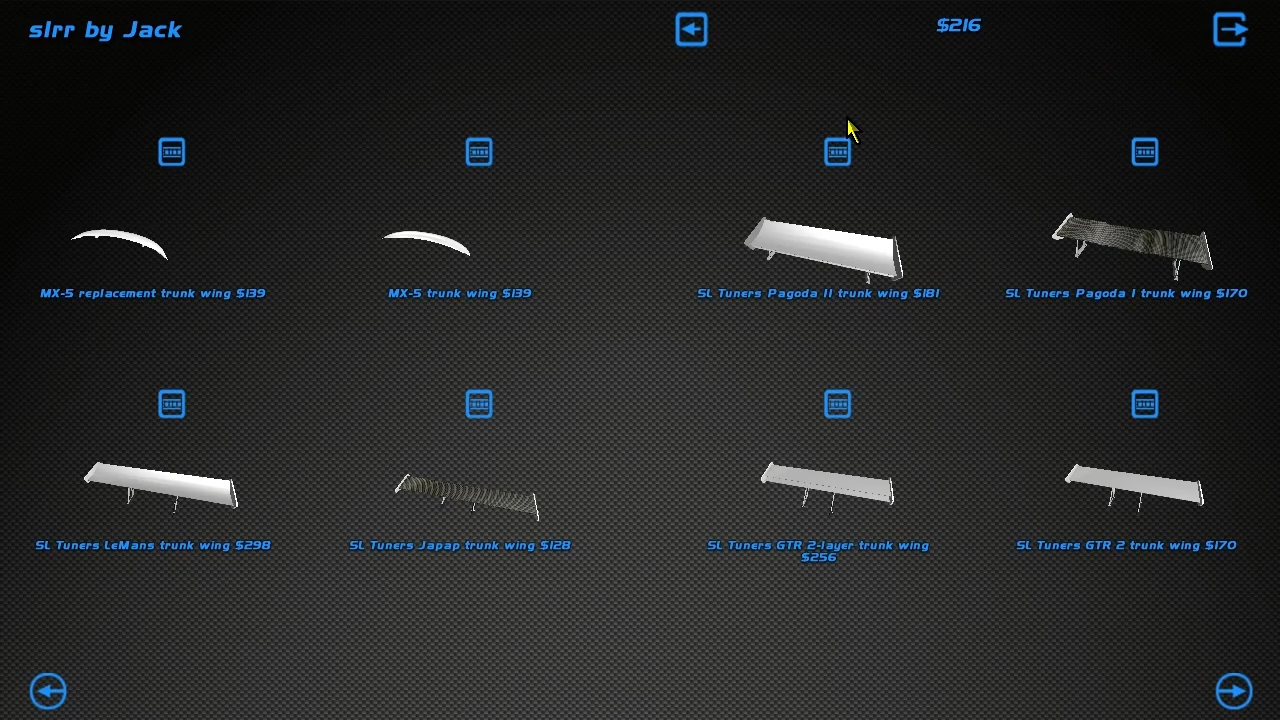 slrr by Jack
$216
MX-5 replacement trunk wing $139
MX-5 trunk wing $139
SL Tuners Pagoda II trunk wing $181
SL Tuners Pagoda I trunk wing $170
SL Tuners LeMans trunk wing $298
SL Tuners Japap trunk wing $128
SL Tuners GTR 2-layer trunk wing
$256
SL Tuners GTR 2 trunk wing $170